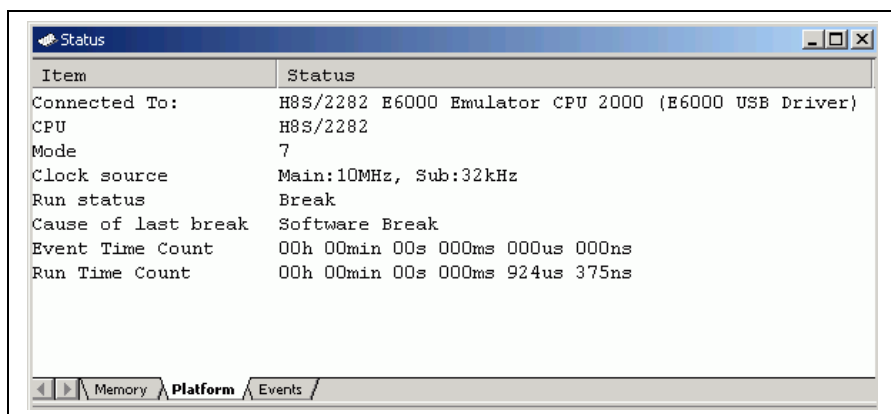 Status
Item Status
Connected To: H8S/2282 E6000 Emulator CPU 2000 (E6000 USB Driver)
CPU H8S/2282
Mode 7
Clock source Main:10MHz, Sub:32kHz
Run status Break
Cause of last break Software Break
Event Time Count 00h 00min 00s 000ms 000us 000ns
Run Time Count 00h 00min 00s 000ms 924us 375ns
Memory Platform Events